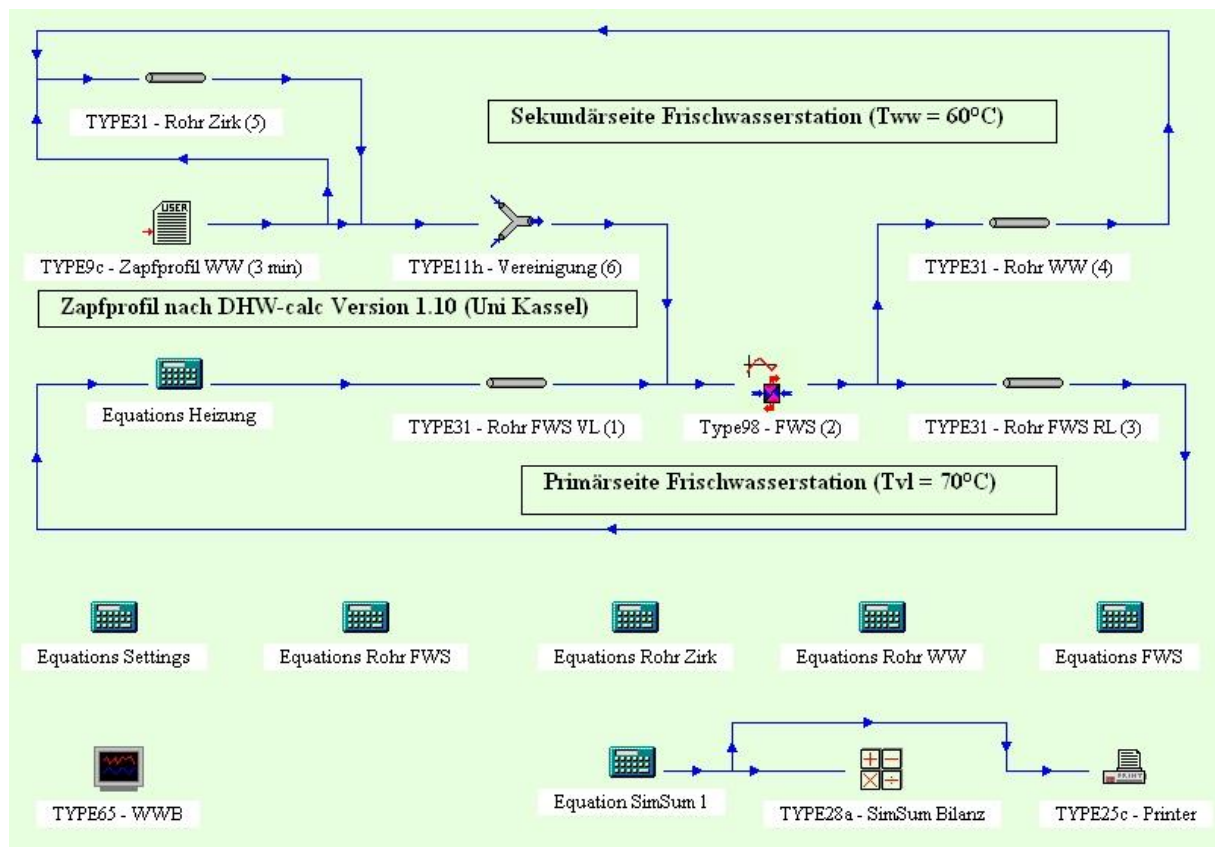 TYPE31 - Rohr Zirk (5)
Sekundärseite Frischwasserstation (Tww = 60°C)
USER
TYPE9c - Zapfprofil WW (3 min)
TYPE11h - Vereinigung (6)
TYPE31 - Rohr WW (4)
Zapfprofil nach DHW-calc Version 1.10 (Uni Kassel)
Equations Heizung
TYPE31 - Rohr FWS VL (1)
Type98 - FWS (2)
TYPE31 - Rohr FWS RL (3)
Primärseite Frischwasserstation (Tvl = 70°C)
Equations Settings
Equations Rohr FWS
Equations Rohr Zirk
Equations Rohr WW
Equations FWS
PRINT
TYPE65 - WWB
Equation SimSum 1
TYPE28a - SimSum Bilanz
TYPE25c - Printer